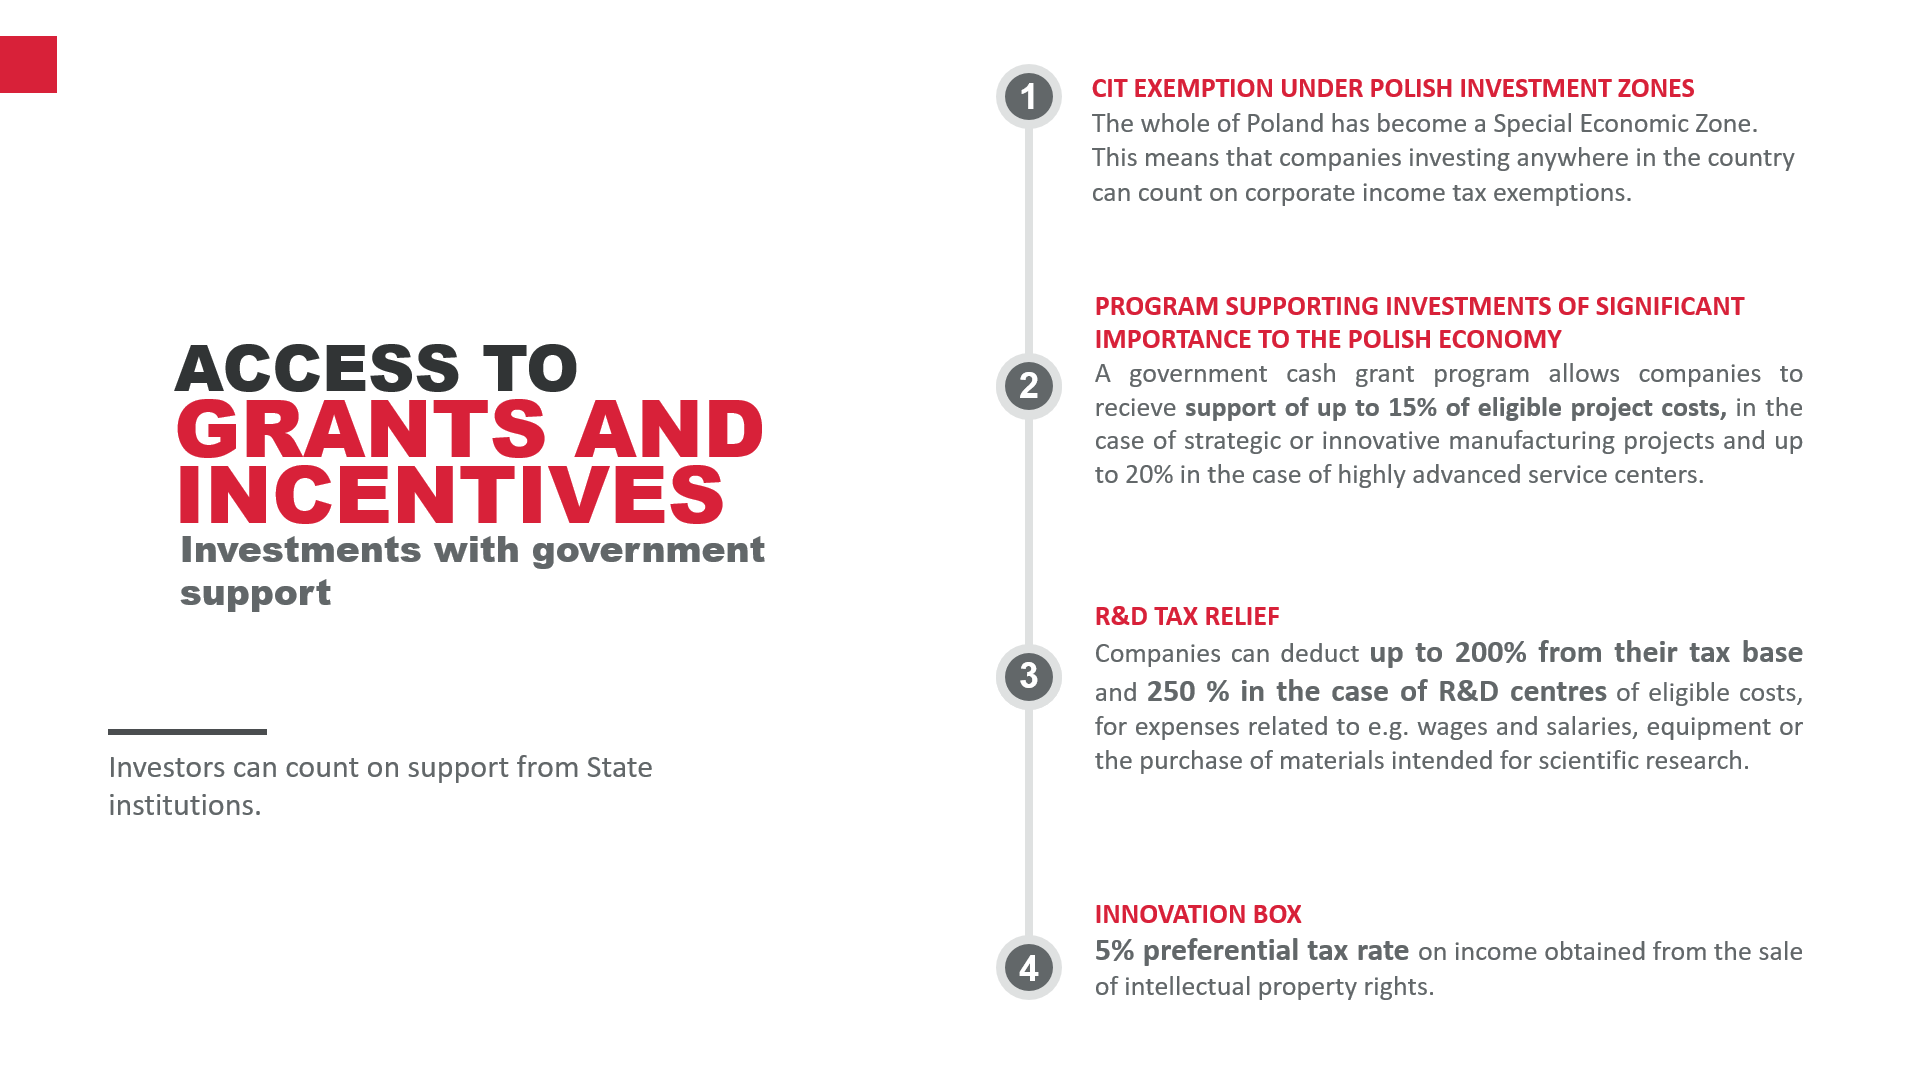 ACCESS TO
GRANTS AND
INCENTIVES
Investments with government
support
Investors can count on support from State
institutions.
1
CIT EXEMPTION UNDER POLISH INVESTMENT ZONES
The whole of Poland has become a Special Economic Zone.
This means that companies investing anywhere in the country
can count on corporate income tax exemptions.
2
PROGRAM SUPPORTING INVESTMENTS OF SIGNIFICANT
IMPORTANCE TO THE POLISH ECONOMY
A government cash grant program allows companies to
recieve support of up to 15% of eligible project costs, in the
case of strategic or innovative manufacturing projects and up
to 20% in the case of highly advanced service centers.
3
R&D TAX RELIEF
Companies can deduct up to 200% from their tax base
and 250 % in the case of R&D centres of eligible costs,
for expenses related to e.g. wages and salaries, equipment or
the purchase of materials intended for scientific research.
4
INNOVATION BOX
5% preferential tax rate on income obtained from the sale
of intellectual property rights.